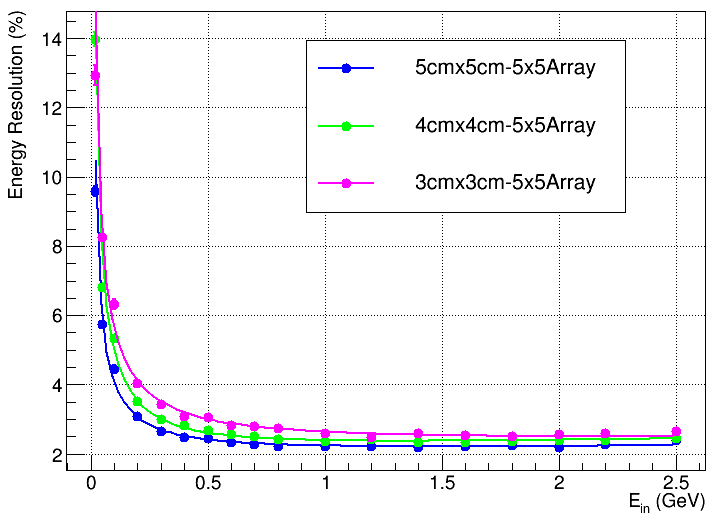 Energy Resolution (%)
14
12
10
8
6
4
2
5cmx5cm-5x5Array
4cmx4cm-5x5Array
3cmx3cm-5x5Array
0 0.5 1 1.5 2 2.5
E_in (GeV)